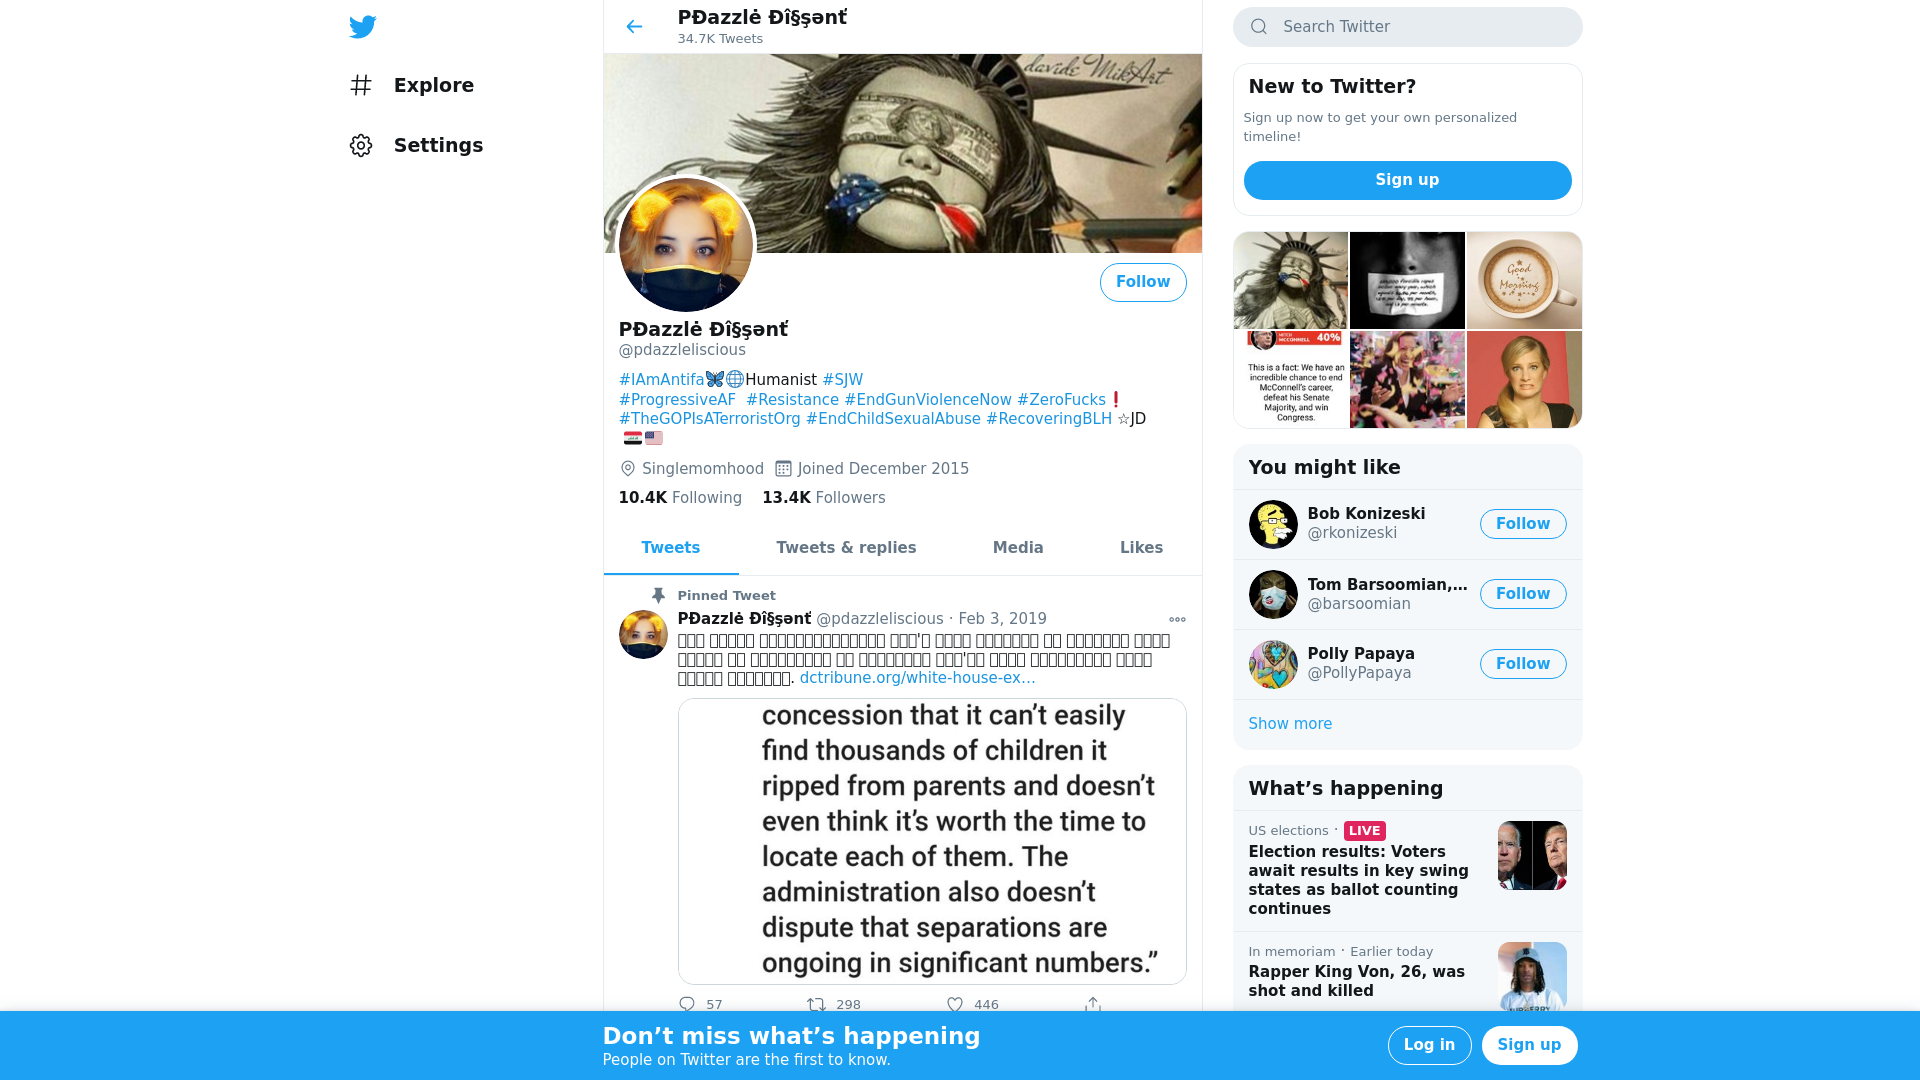 Explore
Settings
PĐazzlė Đî§şənť
34.7K Tweets
davide MikArt
Follow
PĐazzlė Đî§şənť
@pdazzleliscious
#IAmAntifa🦋🌐Humanist #SJW
#ProgressiveAF #Resistance #EndGunViolenceNow #ZeroFucks❗
#TheGOPIsATerroristOrg #EndChildSexualAbuse #RecoveringBLH ☆JD
🇮🇶🇺🇸
Singlemomhood Joined December 2015
10.4K Following 13.4K Followers
Tweets Tweets & replies Media Likes
Pinned Tweet
PĐazzlė Đî§şənť @pdazzleliscious · Feb 3, 2019
dctribune.org/white-house-ex…
concession that it can’t easily
find thousands of children it
ripped from parents and doesn’t
even think it’s worth the time to
locate each of them. The
administration also doesn’t
dispute that separations are
ongoing in significant numbers.”
57 298 446
Search Twitter
New to Twitter?
Sign up now to get your own personalized
timeline!
Sign up
Good
Morning
MITCH
MCCONNELL 40%
This is a fact: We have an
incredible chance to end
McConnell's career,
defeat his Senate
Majority, and win
Congress.
You might like
Bob Konizeski
@rkonizeski
Follow
Tom Barsoomian,...
@barsoomian
Follow
Polly Papaya
@PollyPapaya
Follow
Show more
What’s happening
US elections · LIVE
Election results: Voters
await results in key swing
states as ballot counting
continues
In memoriam · Earlier today
Rapper King Von, 26, was
shot and killed
Don’t miss what’s happening
People on Twitter are the first to know.
Log in
Sign up